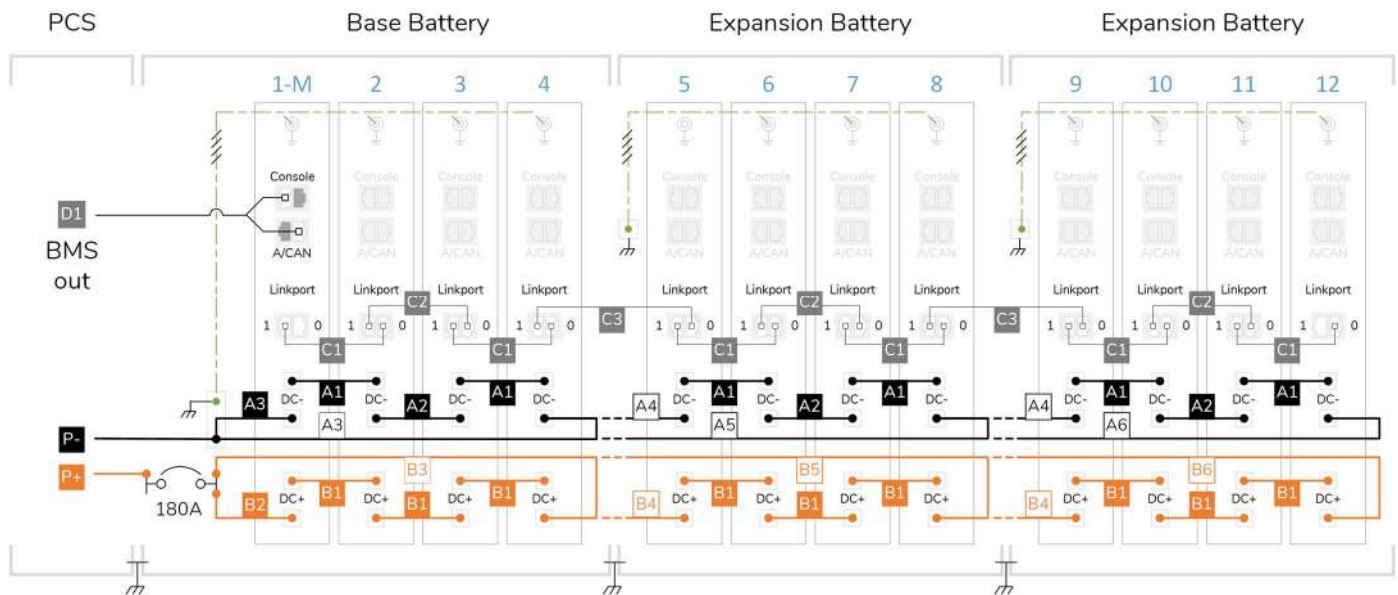 PCS Base Battery Expansion Battery Expansion Battery
1-M 2 3 4 5 6 7 8 9 10 11 12
Console Console Console Console Console Console Console Console Console Console Console Console
D1
BMS
out
A/CAN A/CAN A/CAN A/CAN A/CAN A/CAN A/CAN A/CAN A/CAN A/CAN A/CAN A/CAN
Linkport Linkport Linkport Linkport Linkport Linkport Linkport Linkport Linkport Linkport Linkport Linkport
C2 C2 C2
1 0 1 0 1 0 1 0 1 0 1 0 1 0 1 0 1 0 1 0 1 0 1 0
C3 C3
C1 C1 C1 C1 C1 C1
A1 A1 A1 A1 A1 A1
DC- DC- DC- DC- DC- DC- DC- DC- DC- DC- DC- DC-
A3 A2 A4 A2 A4 A2
A3 A5 A6
P-
P+
B3 B5 B6
B1 B1 B1 B1 B1 B1
DC+ DC+ DC+ DC+ DC+ DC+ DC+ DC+ DC+ DC+ DC+ DC+
B2 B1 B4 B1 B4 B1
180A